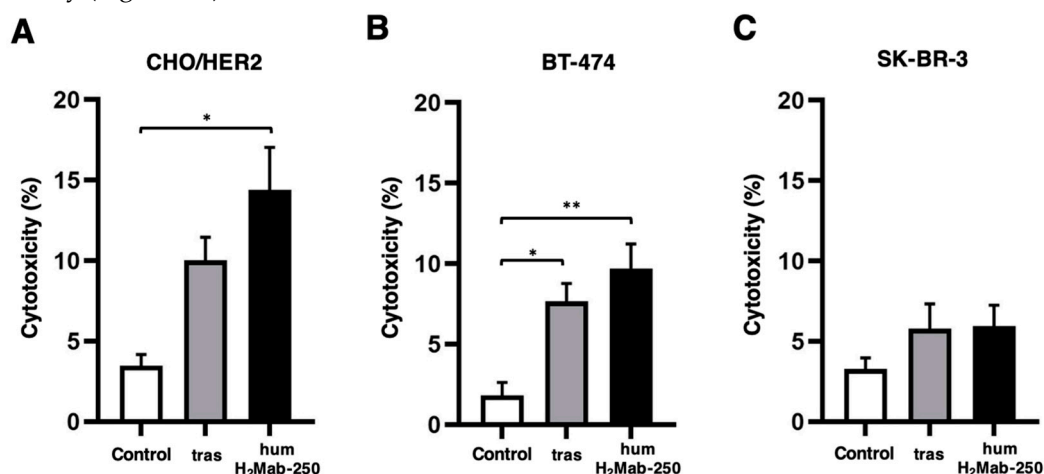 A
CHO/HER2
Cytotoxicity (%)
20
15
10
5
0
*
Control
tras
hum
H₂Mab-250
B
BT-474
Cytotoxicity (%)
20
15
10
5
0
**
*
Control
tras
hum
H₂Mab-250
C
SK-BR-3
Cytotoxicity (%)
20
15
10
5
0
Control
tras
hum
H₂Mab-250